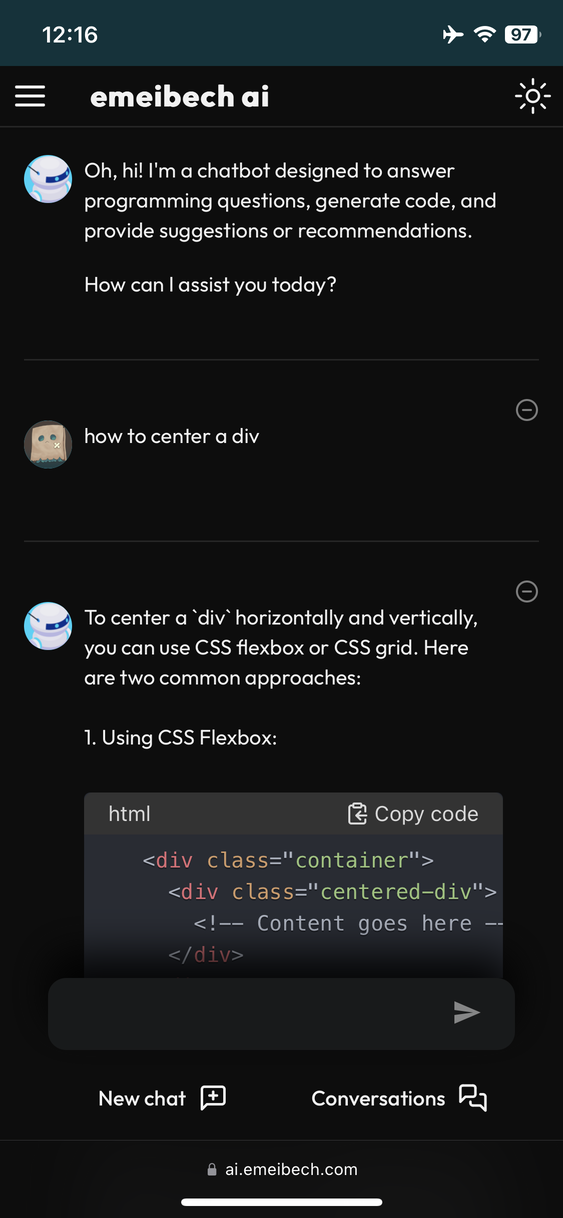 12:16
97
emeibech ai
Oh, hi! I'm a chatbot designed to answer
programming questions, generate code, and
provide suggestions or recommendations.
How can I assist you today?
how to center a div
To center a `div` horizontally and vertically,
you can use CSS flexbox or CSS grid. Here
are two common approaches:
1. Using CSS Flexbox:
html Copy code
<div class="container">
<div class="centered-div">
<!-- Content goes here --
</div>
New chat Conversations
ai.emeibech.com